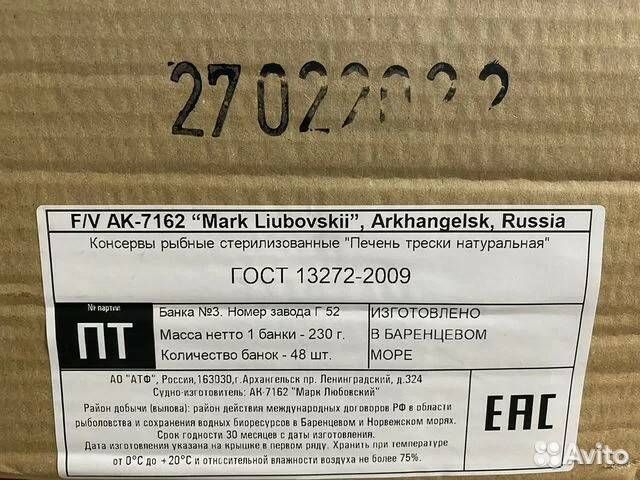 27022022
F/V AK-7162 “Mark Liubovskii”, Arkhangelsk, Russia
Консервы рыбные стерилизованные "Печень трески натуральная"
ГОСТ 13272-2009
№ партии
ПТ
Банка №3. Номер завода Г 52
Масса нетто 1 банки - 230 г.
Количество банок - 48 шт.
ИЗГОТОВЛЕНО
В БАРЕНЦЕВОМ
МОРЕ
АО "АТФ", Россия,163030,г.Архангельск пр. Ленинградский, д.324
Судно-изготовитель: АК-7162 "Марк Любовский"
Район добычи (вылова): район действия международных договоров РФ в области
рыболовства и сохранения водных биоресурсов в Баренцевом и Норвежском морях.
Срок годности 30 месяцев с даты изготовления.
Дата изготовления указана на крышке в первом ряду. Хранить при температуре
от 0°С до +20°С и относительной влажности воздуха не более 75%.
ЕАС
Avito